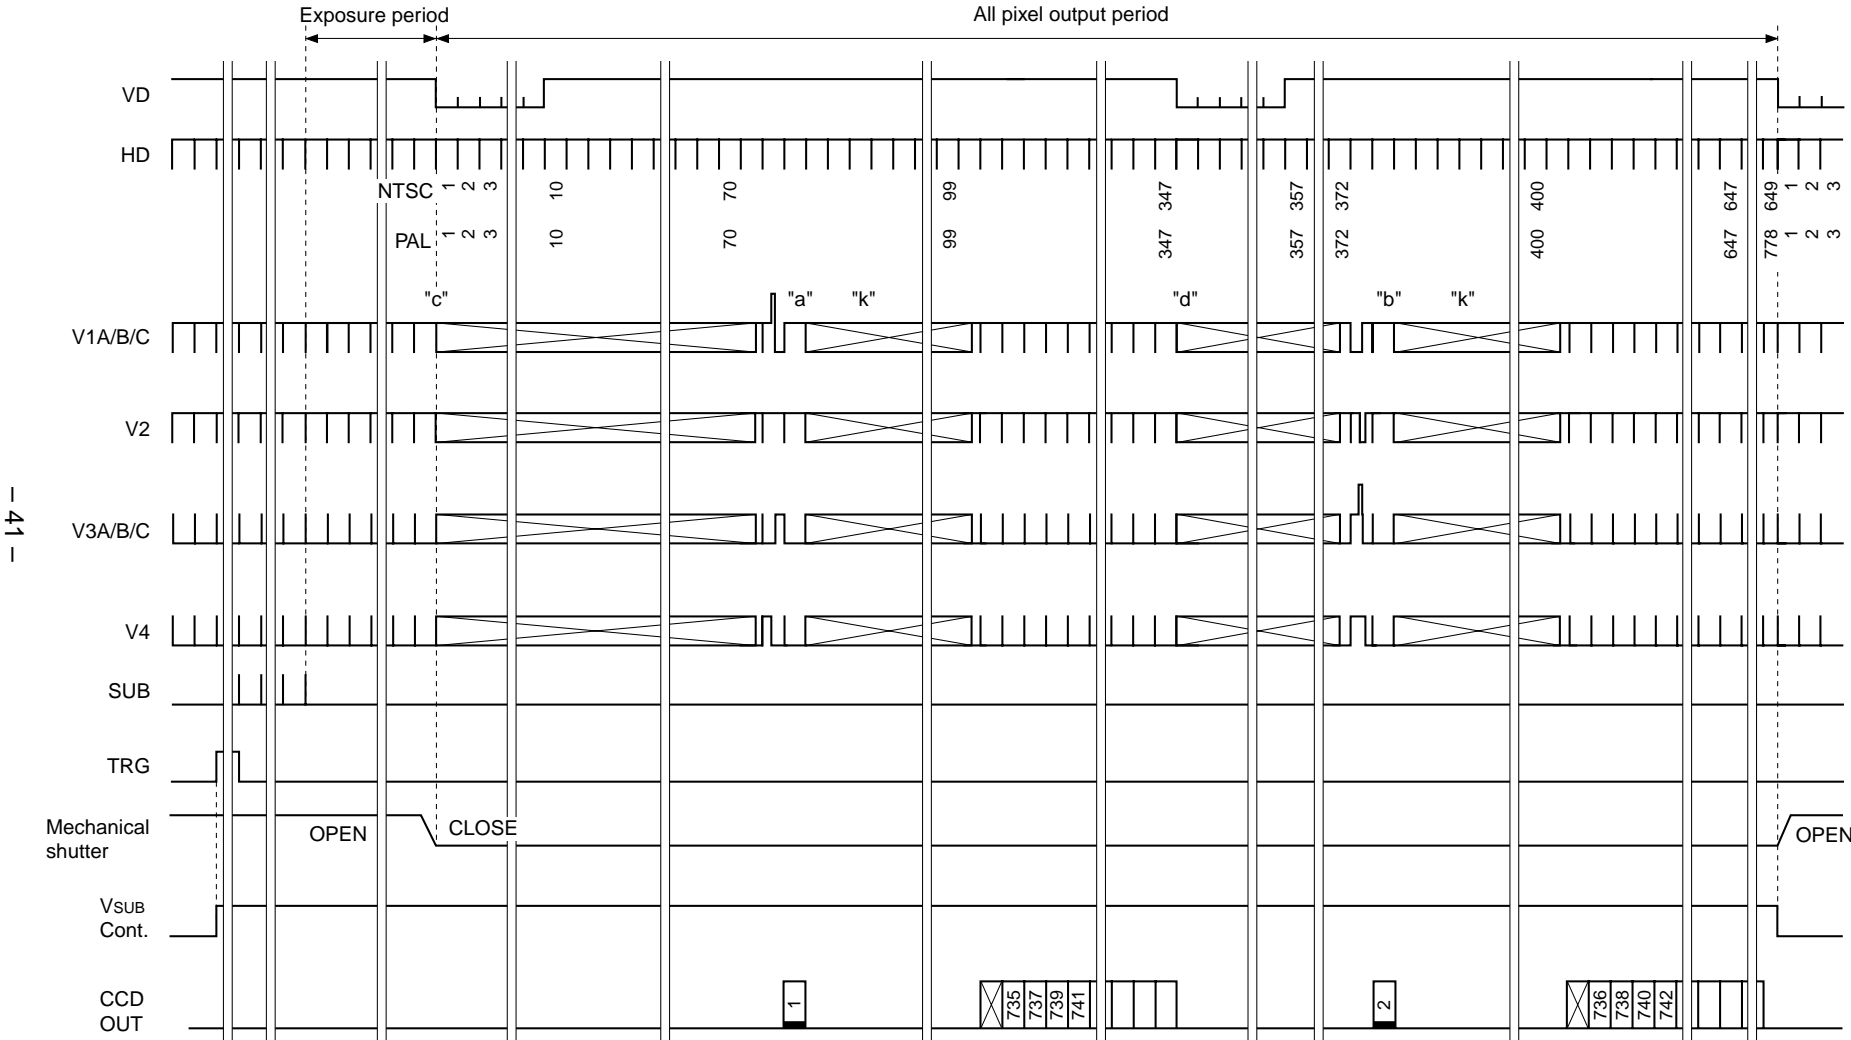 Exposure period All pixel output period
VD
HD
NTSC 1 2 3 10 70 99 347 357 372 400 647 649 1 2 3
PAL 1 2 3 10 70 99 347 357 372 400 647 778 1 2 3
"c" "a" "k" "d" "b" "k"
V1A/B/C
V2
– 41 –
V3A/B/C
V4
SUB
TRG
Mechanical
shutter
OPEN CLOSE OPEN
VSUB
Cont.
CCD
OUT
1 735 737 739 741 2 736 738 740 742